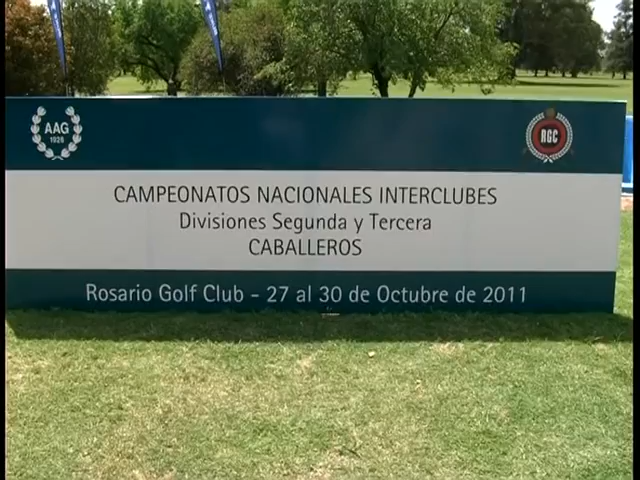 AAG
1926
RGC
CAMPEONATOS NACIONALES INTERCLUBES
Divisiones Segunda y Tercera
CABALLEROS
Rosario Golf Club - 27 al 30 de Octubre de 2011